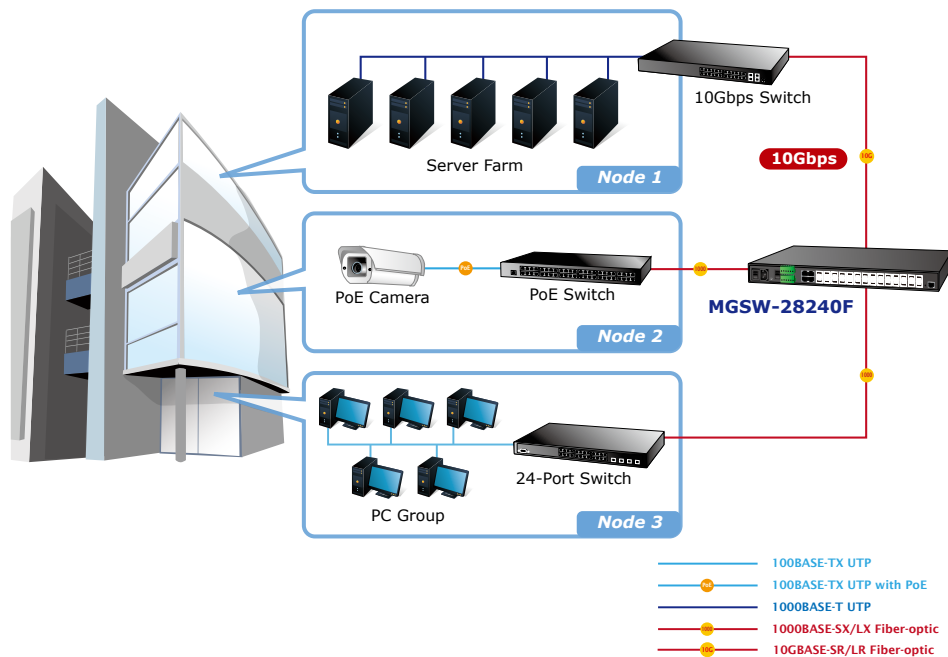 10Gbps Switch
Server Farm
Node 1
10Gbps
10G
PoE Camera
PoE
PoE Switch
1000
MGSW-28240F
Node 2
1000
24-Port Switch
PC Group
Node 3
100BASE-TX UTP
PoE
100BASE-TX UTP with PoE
1000BASE-T UTP
1000
1000BASE-SX/LX Fiber-optic
10G
10GBASE-SR/LR Fiber-optic